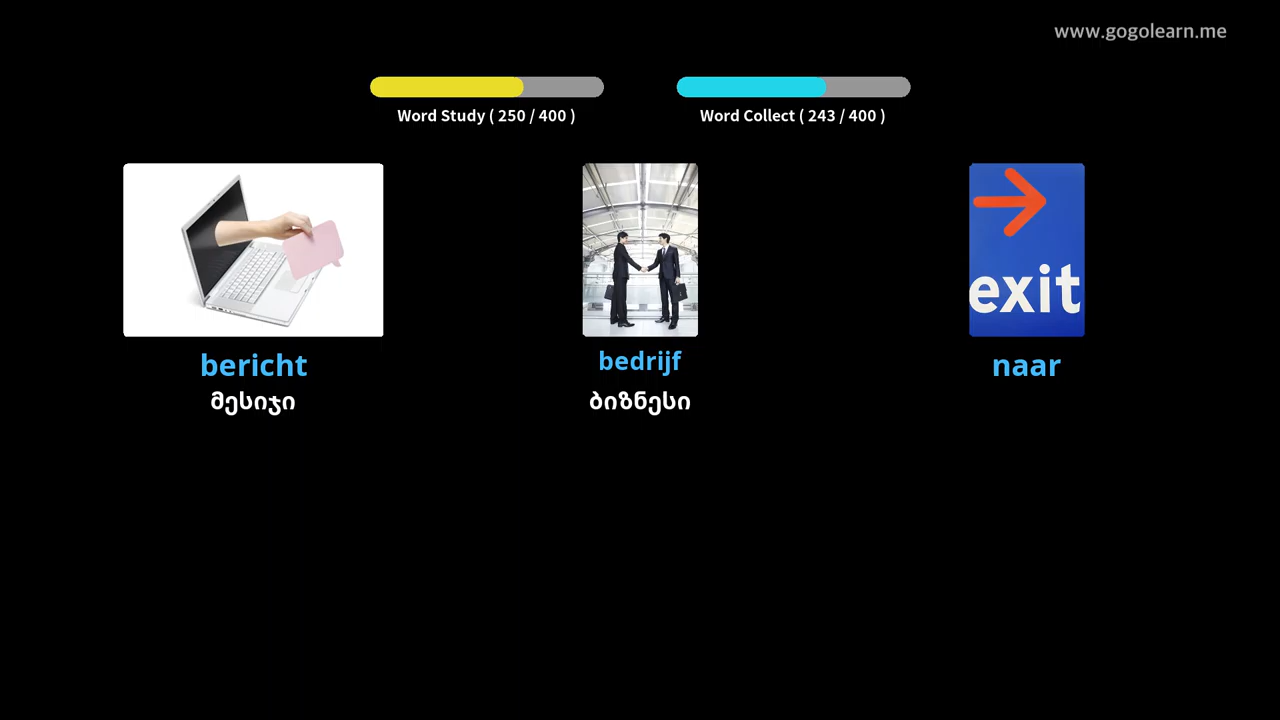 www.gogolearn.me
Word Study ( 250 / 400 )
Word Collect ( 243 / 400 )
exit
bericht
bedrijf
naar
მესიჯი
ბიზნესი